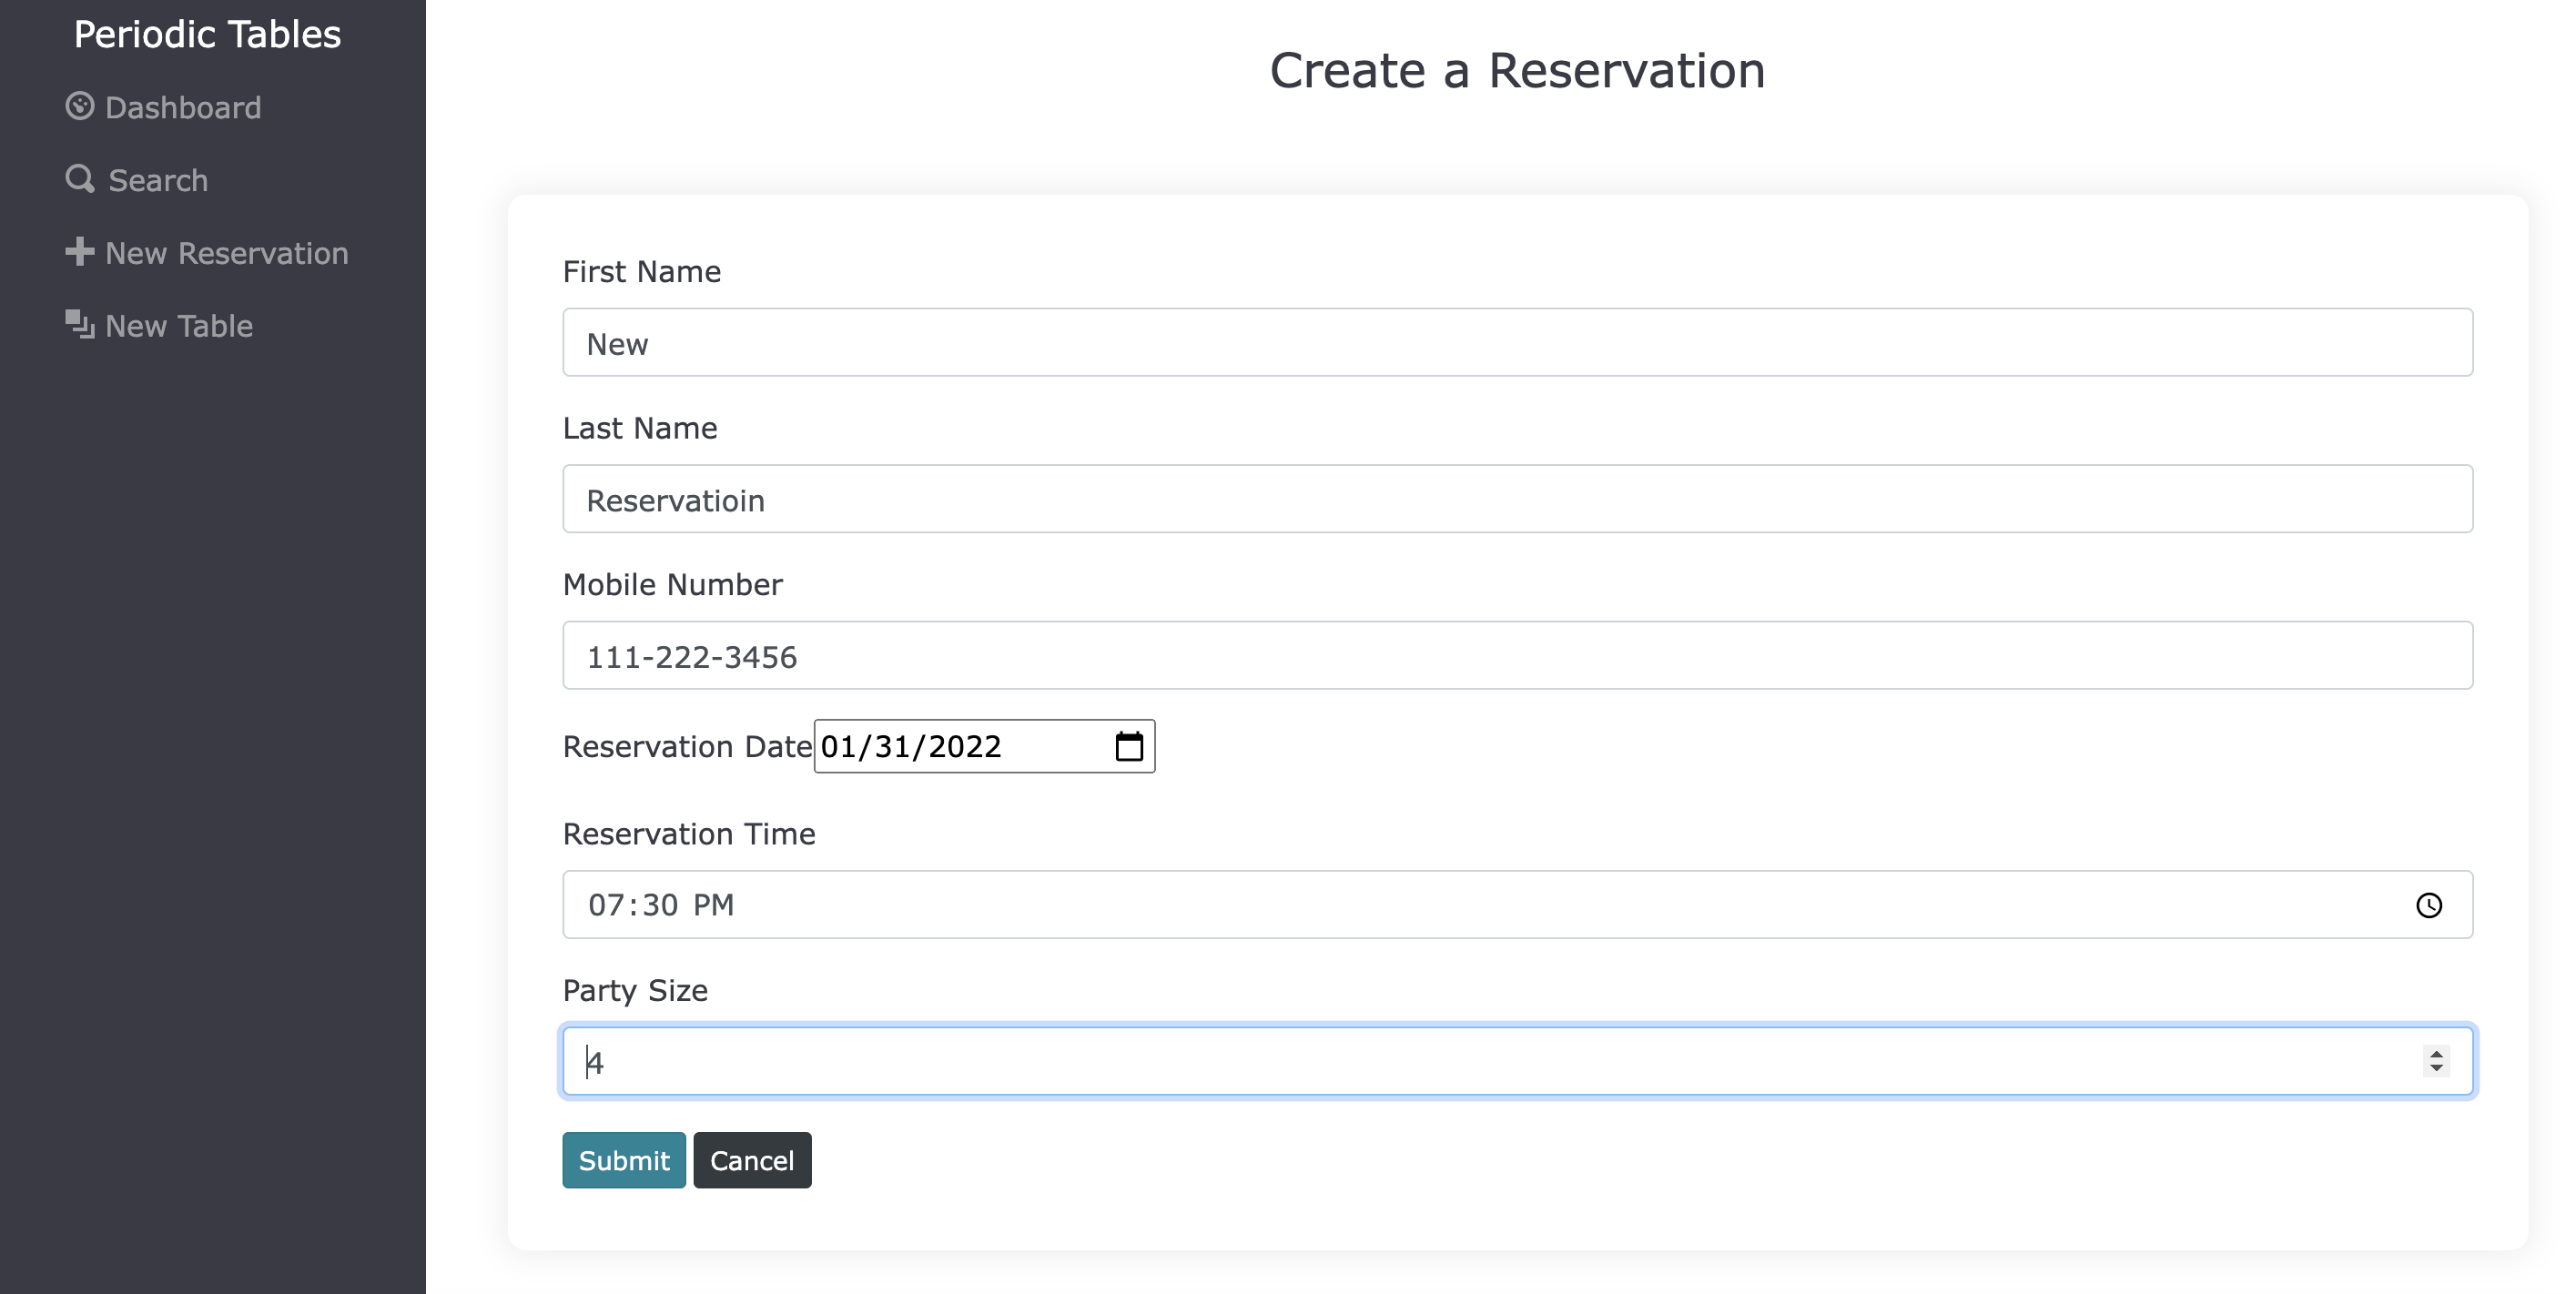 Periodic Tables
Dashboard
Search
New Reservation
New Table
Create a Reservation
First Name
New
Last Name
Reservatioin
Mobile Number
111-222-3456
Reservation Date 01/31/2022
Reservation Time
07:30 PM
Party Size
4
Submit Cancel